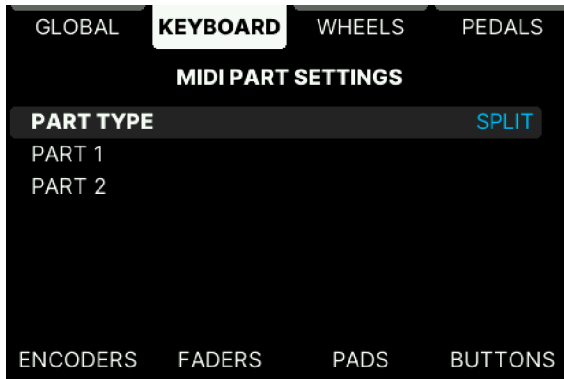 GLOBAL KEYBOARD WHEELS PEDALS
MIDI PART SETTINGS
PART TYPE SPLIT
PART 1
PART 2
ENCODERS FADERS PADS BUTTONS